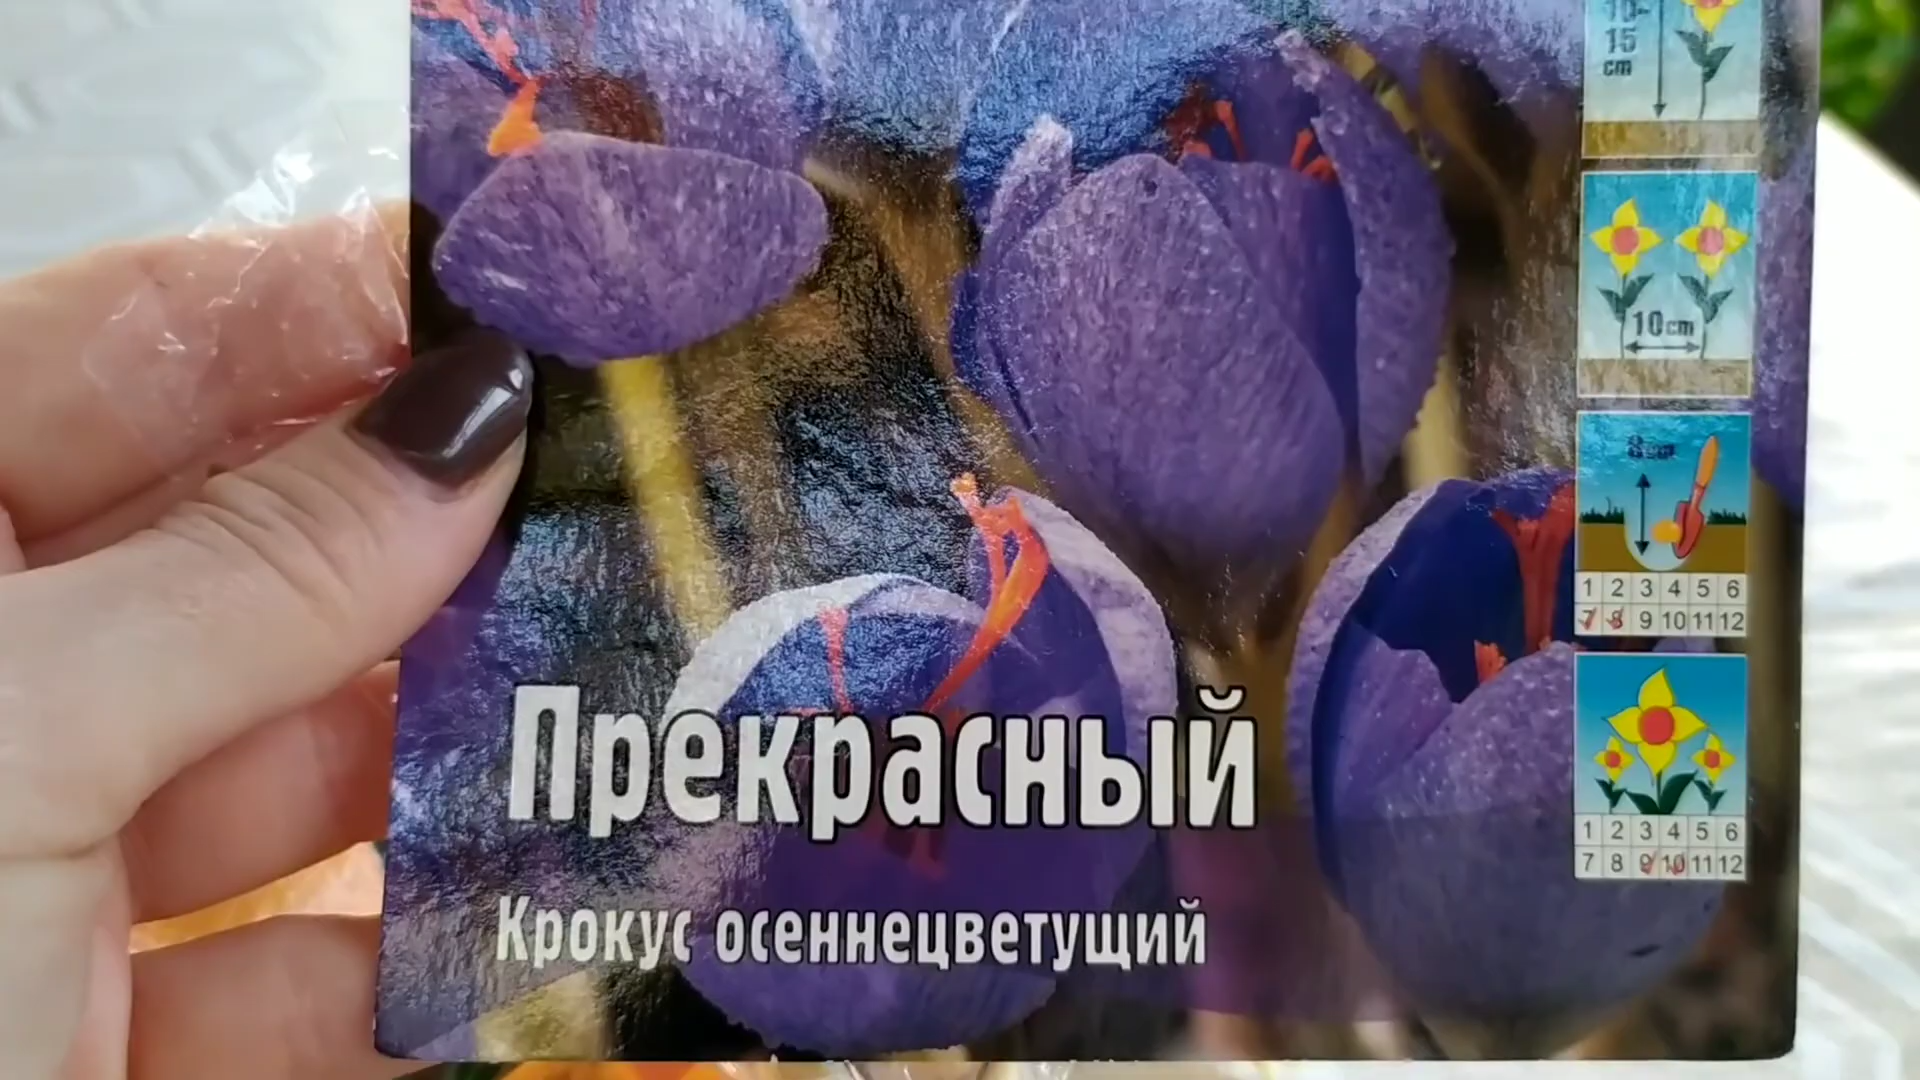 10-
15
cm
10cm
8cm
1 2 3 4 5 6
7 8 9 10 11 12
Прекрасный
1 2 3 4 5 6
7 8 9 10 11 12
Крокус осеннецветущий